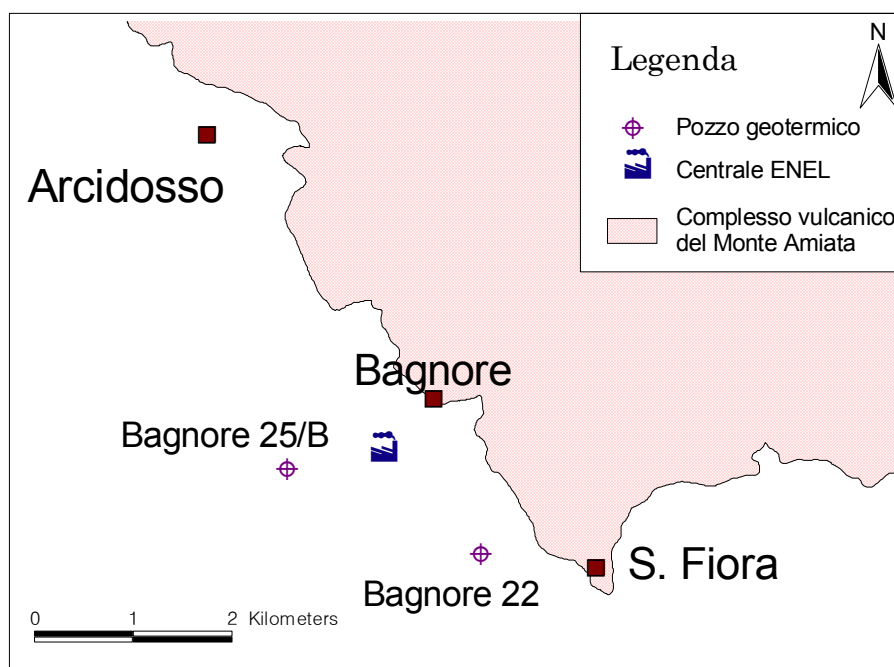 N
Legenda
Pozzo geotermico
Centrale ENEL
Complesso vulcanico
del Monte Amiata
Arcidosso
Bagnore
Bagnore 25/B
S. Fiora
Bagnore 22
0 1 2 Kilometers